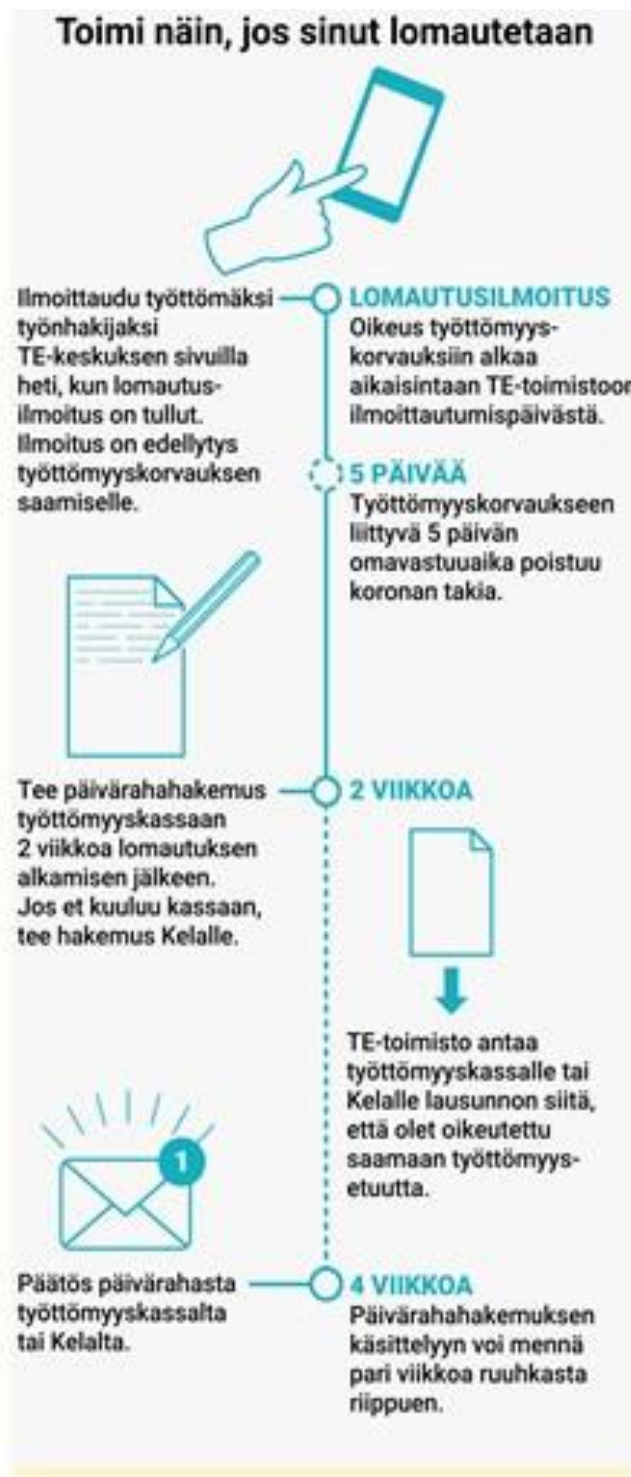 Toimi näin, jos sinut lomautetaan
Ilmoittaudu työttömäksi
työnhakijaksi
TE-keskuksen sivuilla
heti, kun lomautus-
ilmoitus on tullut.
Ilmoitus on edellytys
työttömyyskorvauksen
saamiselle.
LOMAUTUSILMOITUS
Oikeus työttömyys-
korvauksiin alkaa
aikaisintaan TE-toimistoon
ilmoittautumispäivästä.
5 PÄIVÄÄ
Työttömyyskorvaukseen
liittyvä 5 päivän
omavastuuaika poistuu
koronan takia.
Tee päivärahahakemus
työttömyyskassaan
2 viikkoa lomautuksen
alkamisen jälkeen.
Jos et kuuluu kassaan,
tee hakemus Kelalle.
2 VIIKKOA
TE-toimisto antaa
työttömyyskassalle tai
Kelalle lausunnon siitä,
että olet oikeutettu
saamaan työttömyys-
etuutta.
1
Päätös päivärahasta
työttömyyskassalta
tai Kelalta.
4 VIIKKOA
Päivärahahakemuksen
käsittelyyn voi mennä
pari viikkoa ruuhkasta
riippuen.